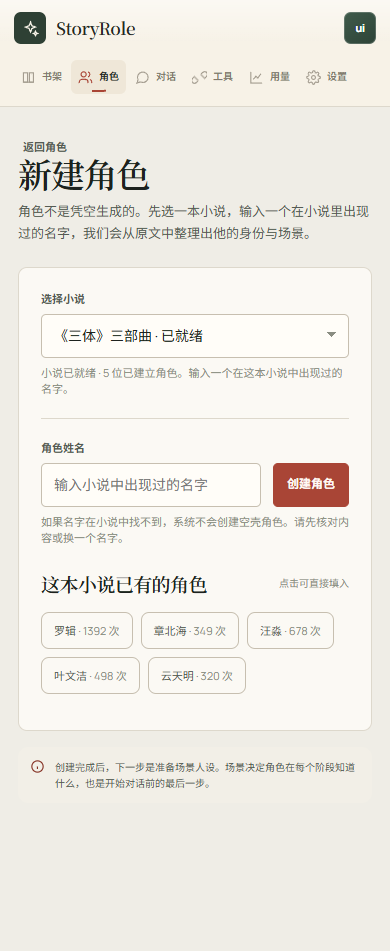 StoryRole
ui
书架
角色
对话
工具
用量
设置
返回角色
新建角色
角色不是凭空生成的。先选一本小说，输入一个在小说里出现
过的名字，我们会从原文中整理出他的身份与场景。
选择小说
《三体》三部曲 · 已就绪
小说已就绪 · 5 位已建立角色。输入一个在这本小说中出现过的
名字。
角色姓名
输入小说中出现过的名字
创建角色
如果名字在小说中找不到，系统不会创建空壳角色。请先核对内
容或换一个名字。
这本小说已有的角色
点击可直接填入
罗辑 · 1392 次
章北海 · 349 次
汪淼 · 678 次
叶文洁 · 498 次
云天明 · 320 次
创建完成后，下一步是准备场景人设。场景决定角色在每个阶段知道
什么，也是开始对话前的最后一步。